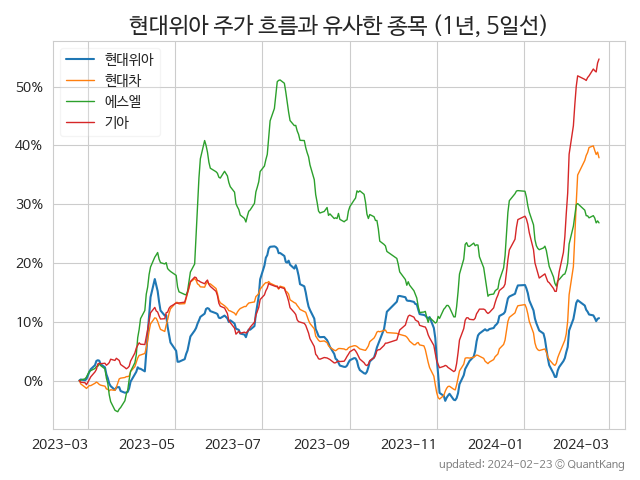 현대위아 주가 흐름과 유사한 종목 (1년, 5일선)
현대위아
현대차
에스엘
기아
50%
40%
30%
20%
10%
0%
2023-03 2023-05 2023-07 2023-09 2023-11 2024-01 2024-03
updated: 2024-02-23 © QuantKang